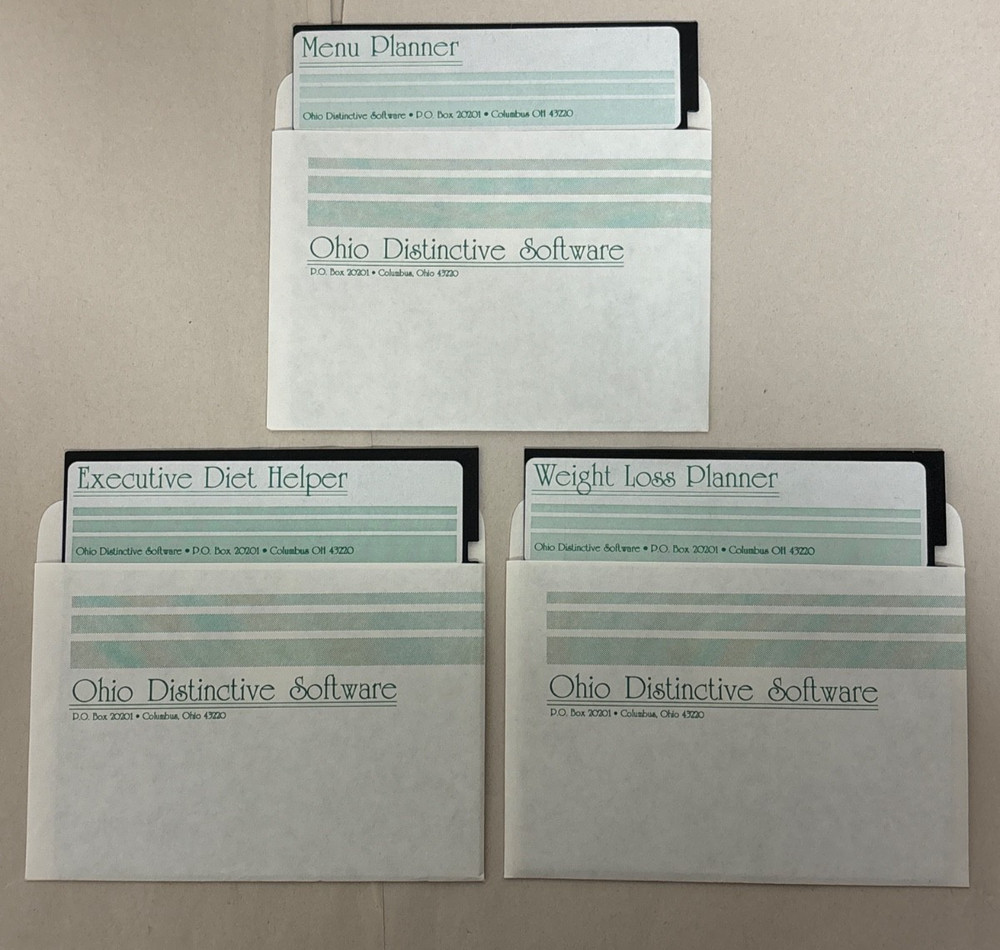 Menu Planner
Ohio Distinctive Software • P.O. Box 20201 • Columbus OH 43220
Ohio Distinctive Software
P.O. Box 20201 • Columbus, Ohio 43220
Executive Diet Helper
Ohio Distinctive Software • P.O. Box 20201 • Columbus OH 43220
Ohio Distinctive Software
P.O. Box 20201 • Columbus, Ohio 43220
Weight Loss Planner
Ohio Distinctive Software • P.O. Box 20201 • Columbus OH 43220
Ohio Distinctive Software
P.O. Box 20201 • Columbus, Ohio 43220